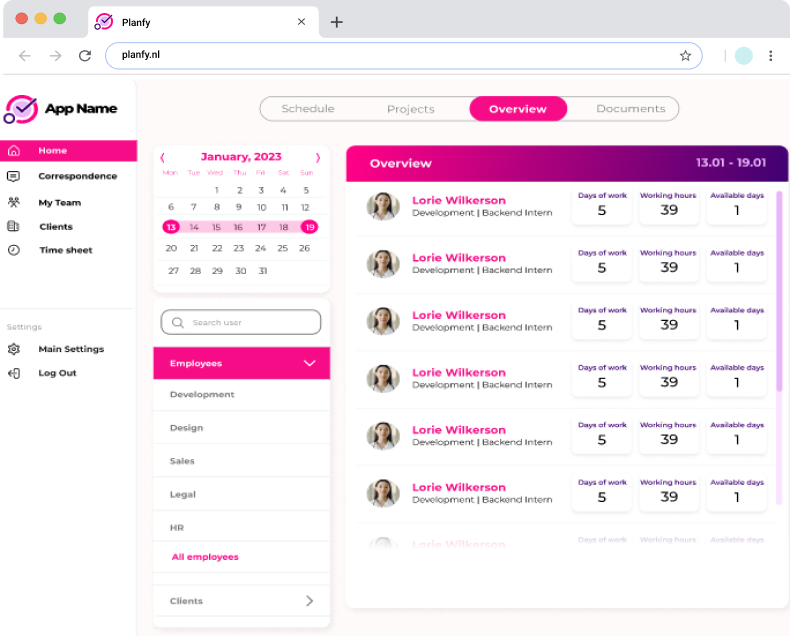 Planfy
planfy.nl
App Name
Home
Correspondence
My Team
Clients
Time sheet
Settings
Main Settings
Log Out
Schedule
Projects
Overview
Documents
January, 2023
Mon Tue Wed Thu Fri Sat Sun
1 2 3 4 5
6 7 8 9 10 11 12
13 14 15 16 17 18 19
20 21 22 23 24 25 26
27 28 29 30 31
Search user
Employees
Development
Design
Sales
Legal
HR
All employees
Clients
Overview 13.01 - 19.01
Lorie Wilkerson
Development | Backend Intern
Days of work Working hours Available days
5 39 1
Lorie Wilkerson
Development | Backend Intern
Days of work Working hours Available days
5 39 1
Lorie Wilkerson
Development | Backend Intern
Days of work Working hours Available days
5 39 1
Lorie Wilkerson
Development | Backend Intern
Days of work Working hours Available days
5 39 1
Lorie Wilkerson
Development | Backend Intern
Days of work Working hours Available days
5 39 1
Lorie Wilkerson
Development | Backend Intern
Days of work Working hours Available days
5 39 1
Lorie Wilkerson
Days of work Working hours Available days